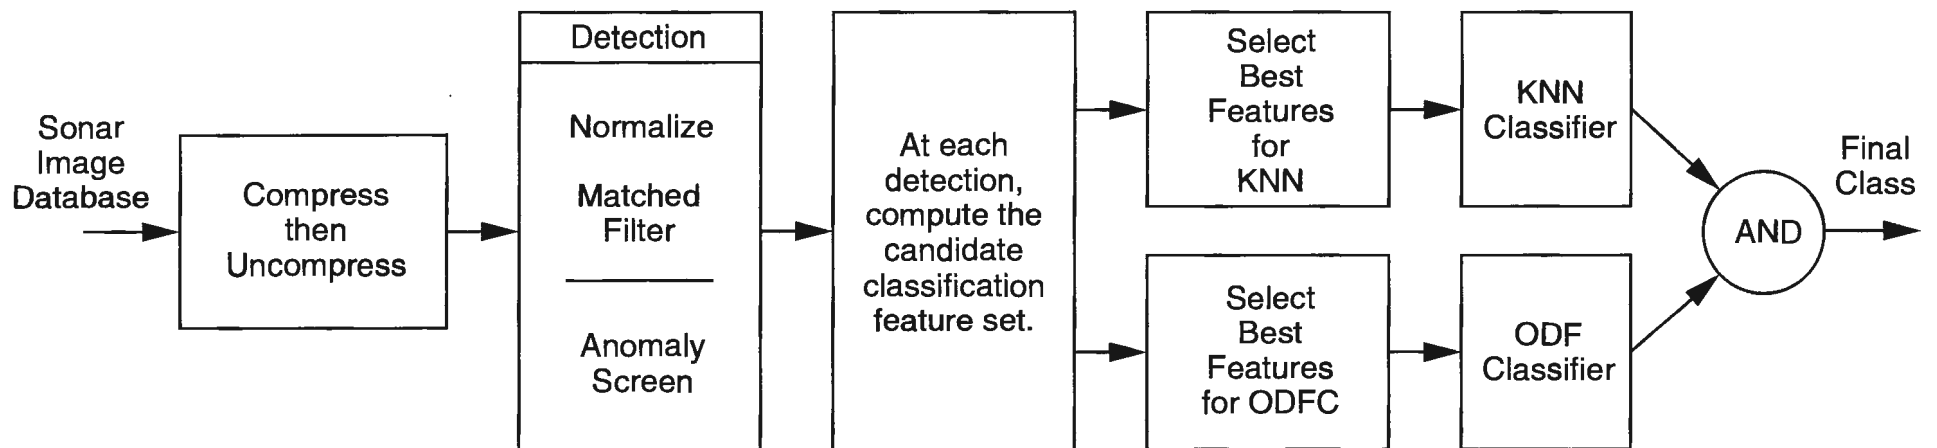 Sonar
Image
Database
Compress
then
Uncompress
Detection
Normalize
Matched
Filter
Anomaly
Screen
At each
detection,
compute the
candidate
classification
feature set.
Select
Best
Features
for
KNN
KNN
Classifier
Select
Best
Features
for ODFC
ODF
Classifier
AND
Final
Class